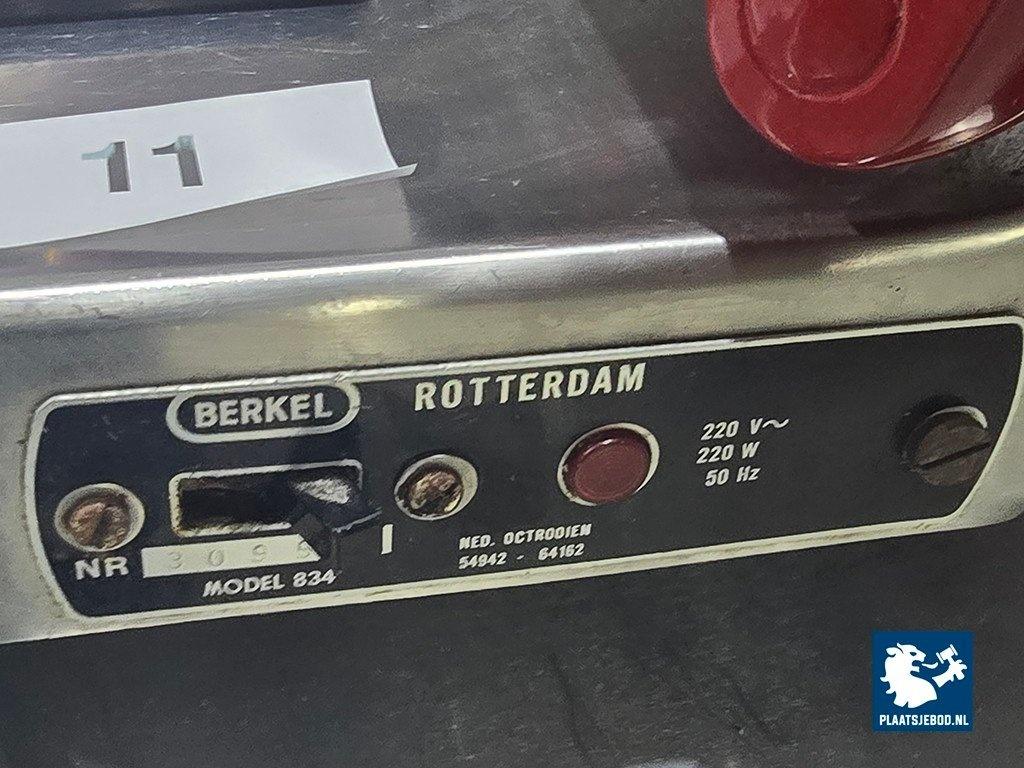 11
BERKEL
ROTTERDAM
220 V~
220 W
50 Hz
NED. OCTROOIEN
54942 - 64162
NR
MODEL 834
I
PLAATSJEBOD.NL